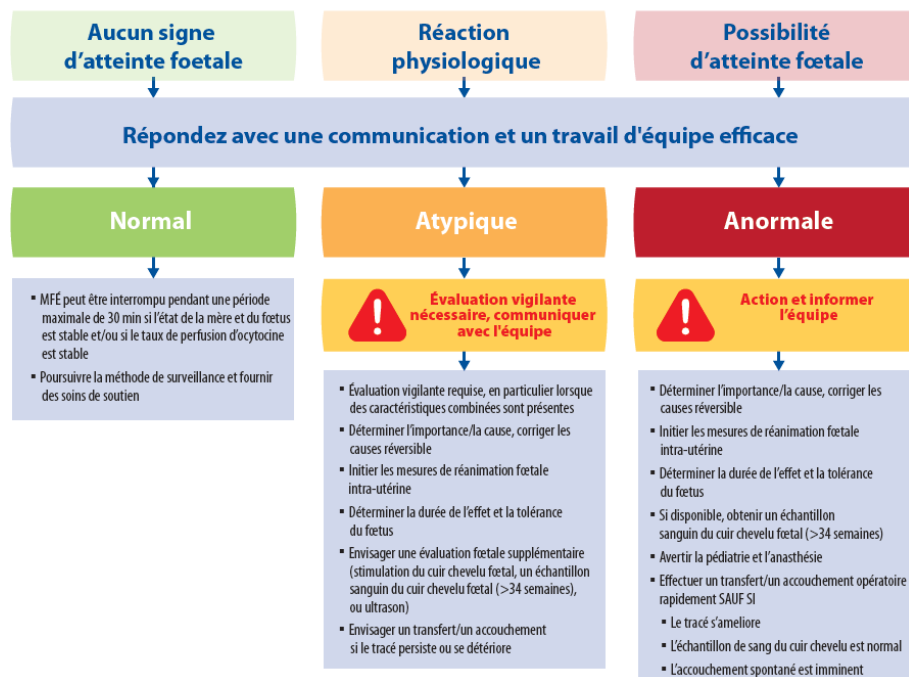 Aucun signe
d'atteinte foetale
Réaction
physiologique
Possibilité
d'atteinte fœtale
Répondez avec une communication et un travail d'équipe efficace
Normal
Atypique
Anormale
▪ MFÉ peut être interrompu pendant une période
maximale de 30 min si l'état de la mère et du fœtus
est stable et/ou si le taux de perfusion d'ocytocine
est stable
▪ Poursuivre la méthode de surveillance et fournir
des soins de soutien
Évaluation vigilante
nécessaire, communiquer
avec l'équipe
▪ Évaluation vigilante requise, en particulier lorsque
des caractéristiques combinées sont présentes
▪ Déterminer l'importance/la cause, corriger les
causes réversible
▪ Initier les mesures de réanimation fœtale
intra-utérine
▪ Déterminer la durée de l'effet et la tolérance
du fœtus
▪ Envisager une évaluation fœtale supplémentaire
(stimulation du cuir chevelu fœtal, un échantillon
sanguin du cuir chevelu fœtal (>34 semaines),
ou ultrason)
▪ Envisager un transfert/un accouchement
si le tracé persiste ou se détériore
Action et informer
l'équipe
▪ Déterminer l'importance/la cause, corriger les
causes réversible
▪ Initier les mesures de réanimation fœtale
intra-utérine
▪ Déterminer la durée de l'effet et la tolérance
du fœtus
▪ Si disponible, obtenir un échantillon
sanguin du cuir chevelu fœtal (>34 semaines)
▪ Avertir la pédiatrie et l'anasthésie
▪ Effectuer un transfert/un accouchement opératoire
rapidement SAUF SI
▪ Le tracé s'ameliore
▪ L'échantillon de sang du cuir chevelu est normal
▪ L'accouchement spontané est imminent